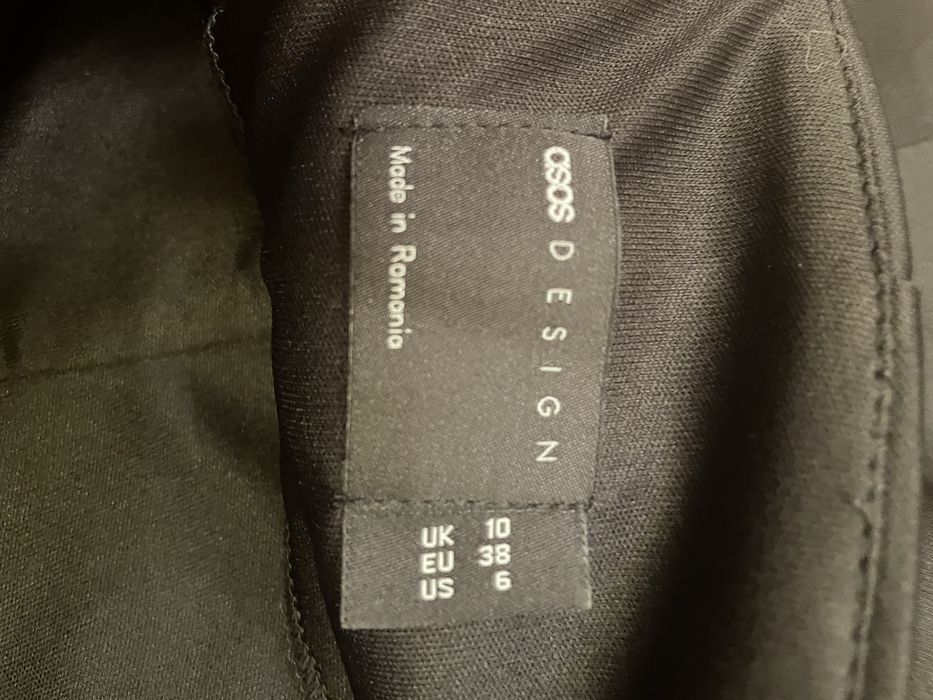 asos DESIGN
Made in Romania
UK 10
EU 38
US 6